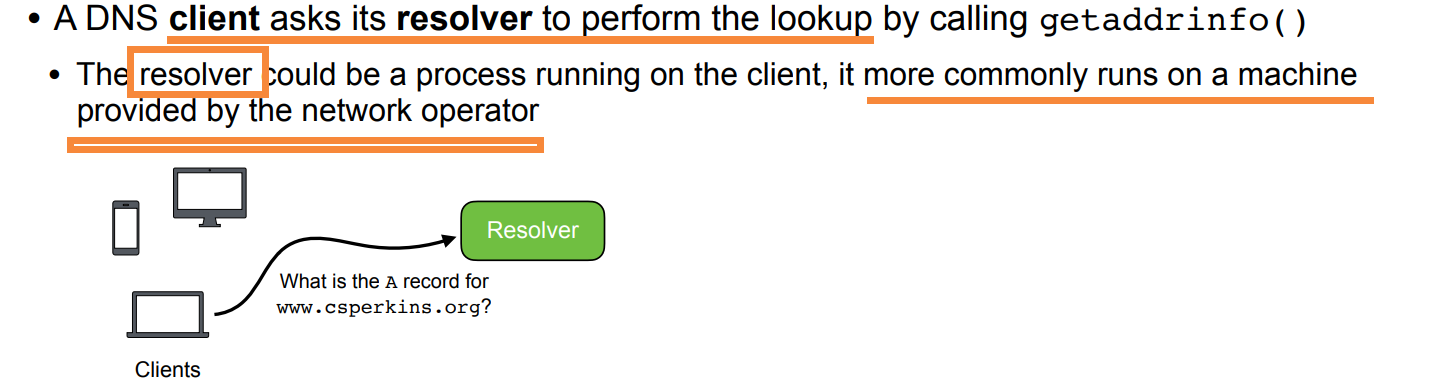 • A DNS client asks its resolver to perform the lookup by calling getaddrinfo()
• The resolver could be a process running on the client, it more commonly runs on a machine
provided by the network operator
Resolver
What is the A record for
www.csperkins.org?
Clients